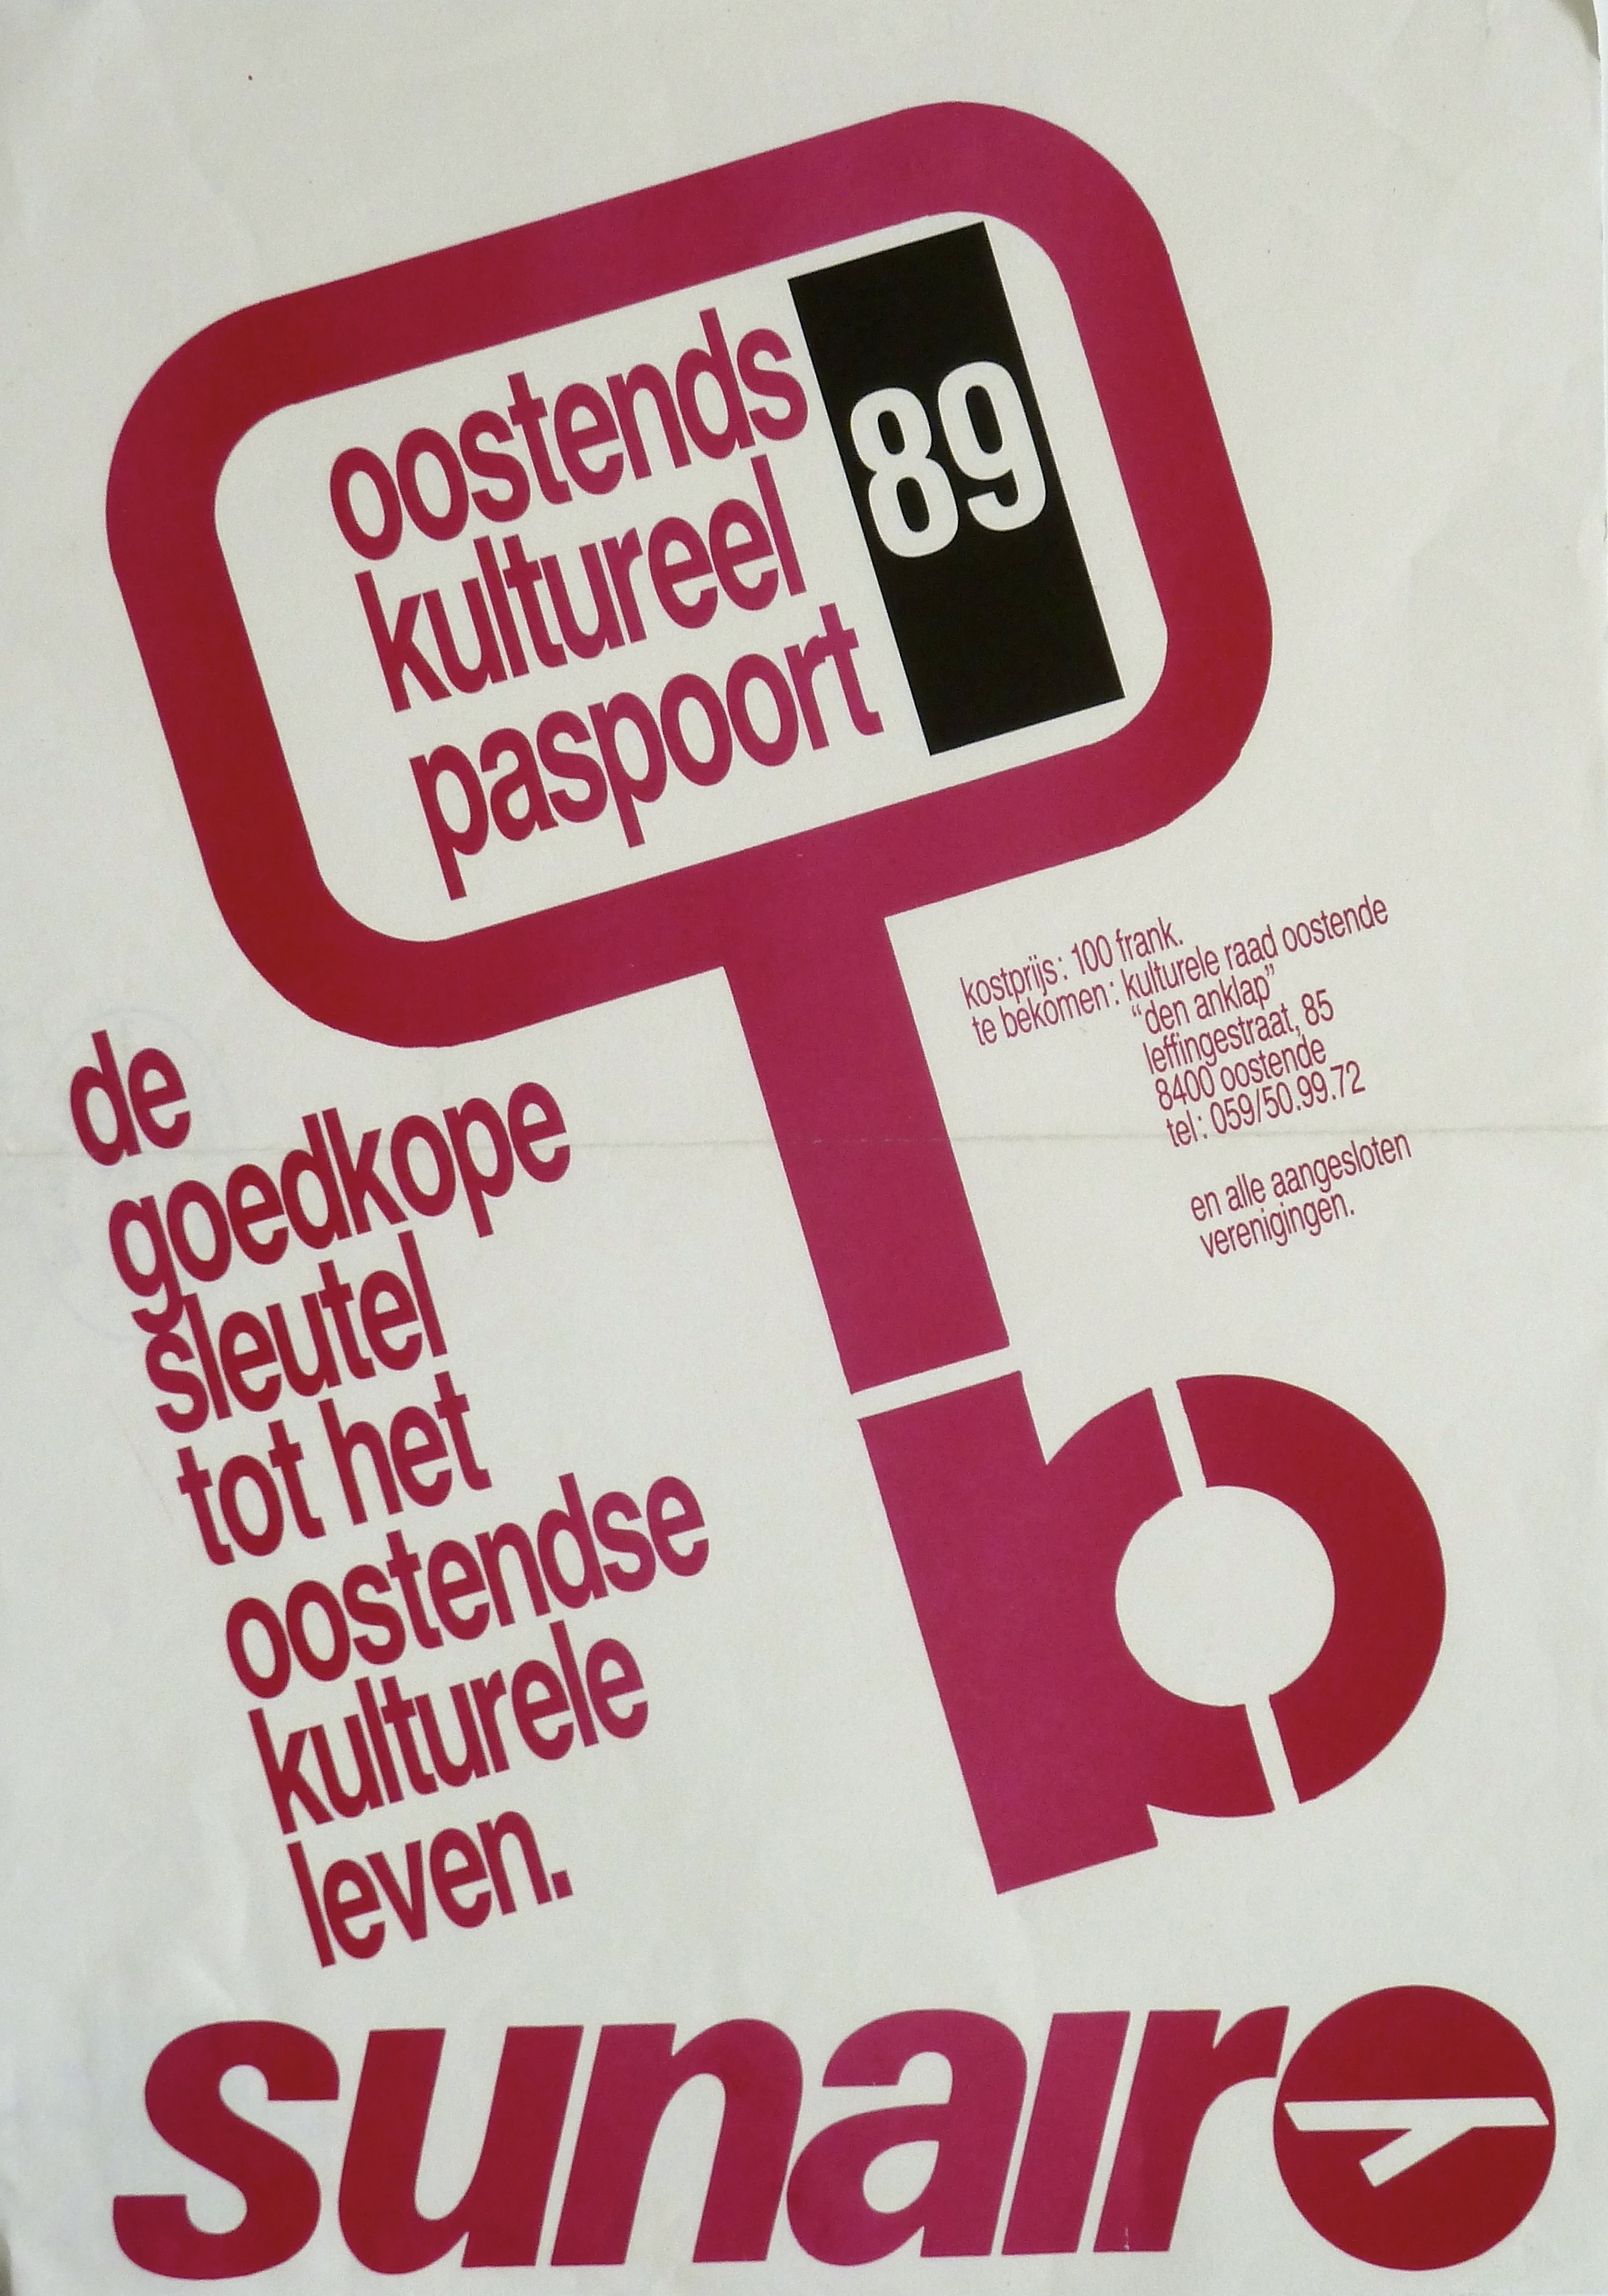 oostends
kultureel
paspoort
89
kostprijs: 100 frank.
te bekomen: kulturele raad oostende
“den anklap”
leffingestraat, 85
8400 oostende
tel: 059/50.99.72
en alle aangesloten
verenigingen.
de
goedkope
sleutel
tot het
oostendse
kulturele
leven.
sunair